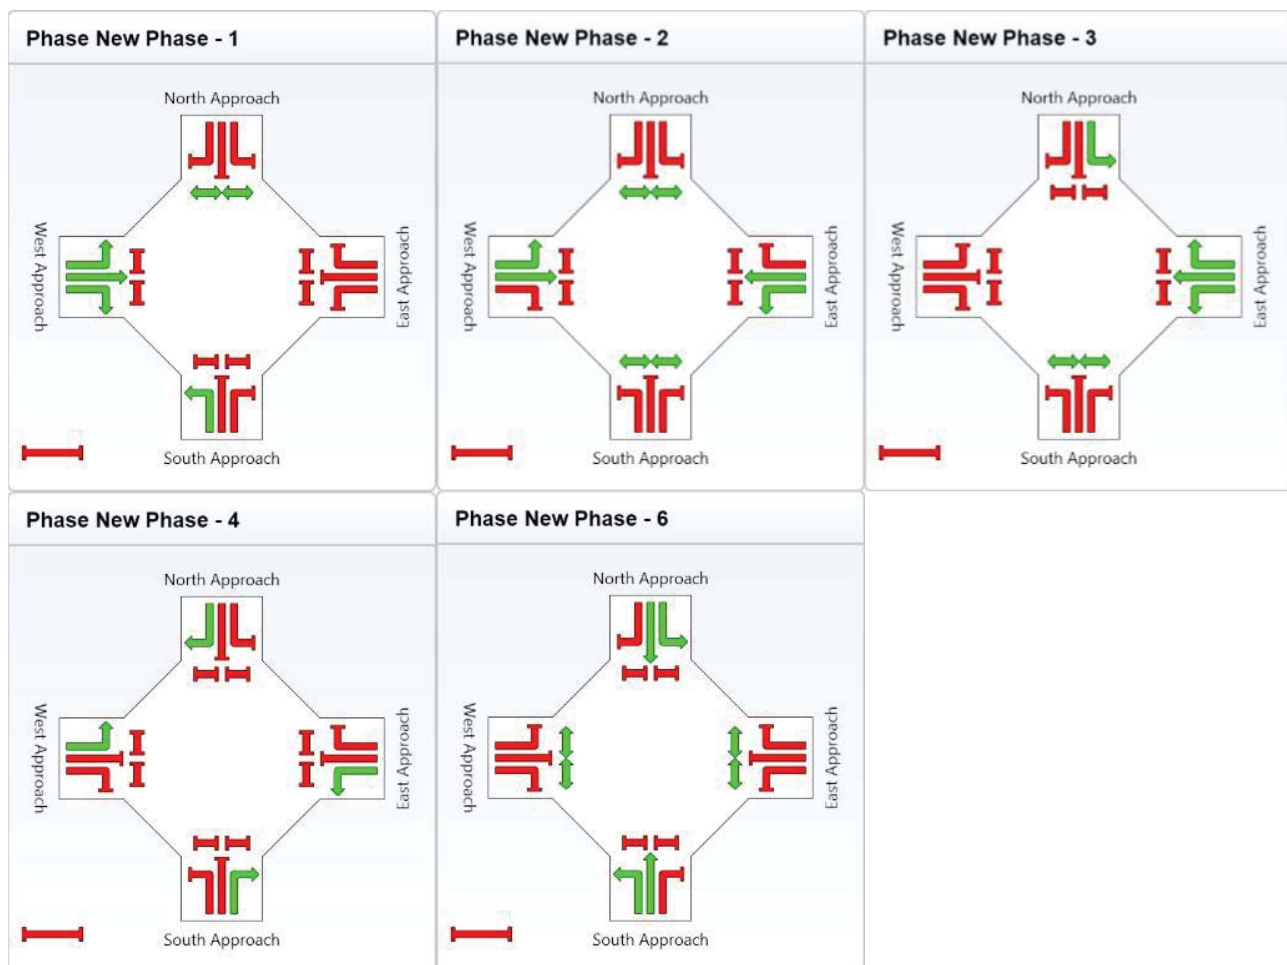 Phase New Phase - 1
North Approach
West Approach
East Approach
South Approach
Phase New Phase - 2
North Approach
West Approach
East Approach
South Approach
Phase New Phase - 3
North Approach
West Approach
East Approach
South Approach
Phase New Phase - 4
North Approach
West Approach
East Approach
South Approach
Phase New Phase - 6
North Approach
West Approach
East Approach
South Approach